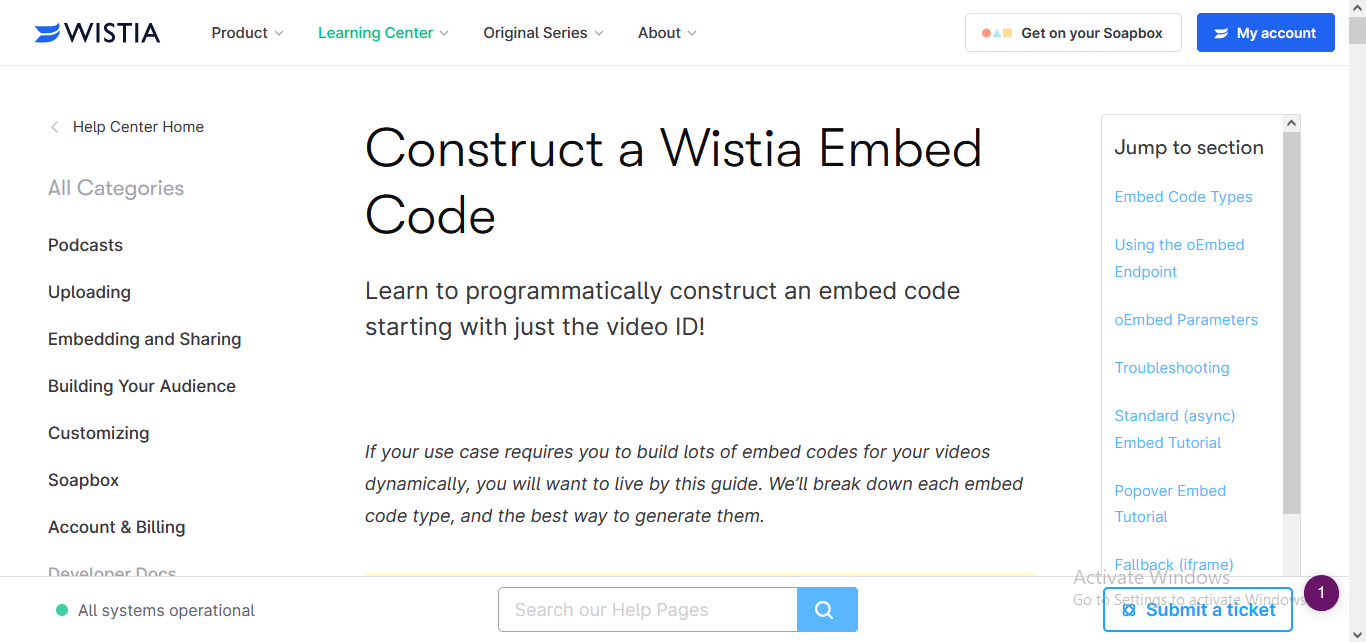 WISTIA
Product
Learning Center
Original Series
About
Get on your Soapbox
My account
Help Center Home
All Categories
Podcasts
Uploading
Embedding and Sharing
Building Your Audience
Customizing
Soapbox
Account & Billing
Developer Docs
Construct a Wistia Embed
Code
Learn to programmatically construct an embed code
starting with just the video ID!
If your use case requires you to build lots of embed codes for your videos
dynamically, you will want to live by this guide. We’ll break down each embed
code type, and the best way to generate them.
Jump to section
Embed Code Types
Using the oEmbed
Endpoint
oEmbed Parameters
Troubleshooting
Standard (async)
Embed Tutorial
Popover Embed
Tutorial
Fallback (iframe)
Activate Windows
Go to Settings to activate Windows.
All systems operational
Search our Help Pages
Submit a ticket
1